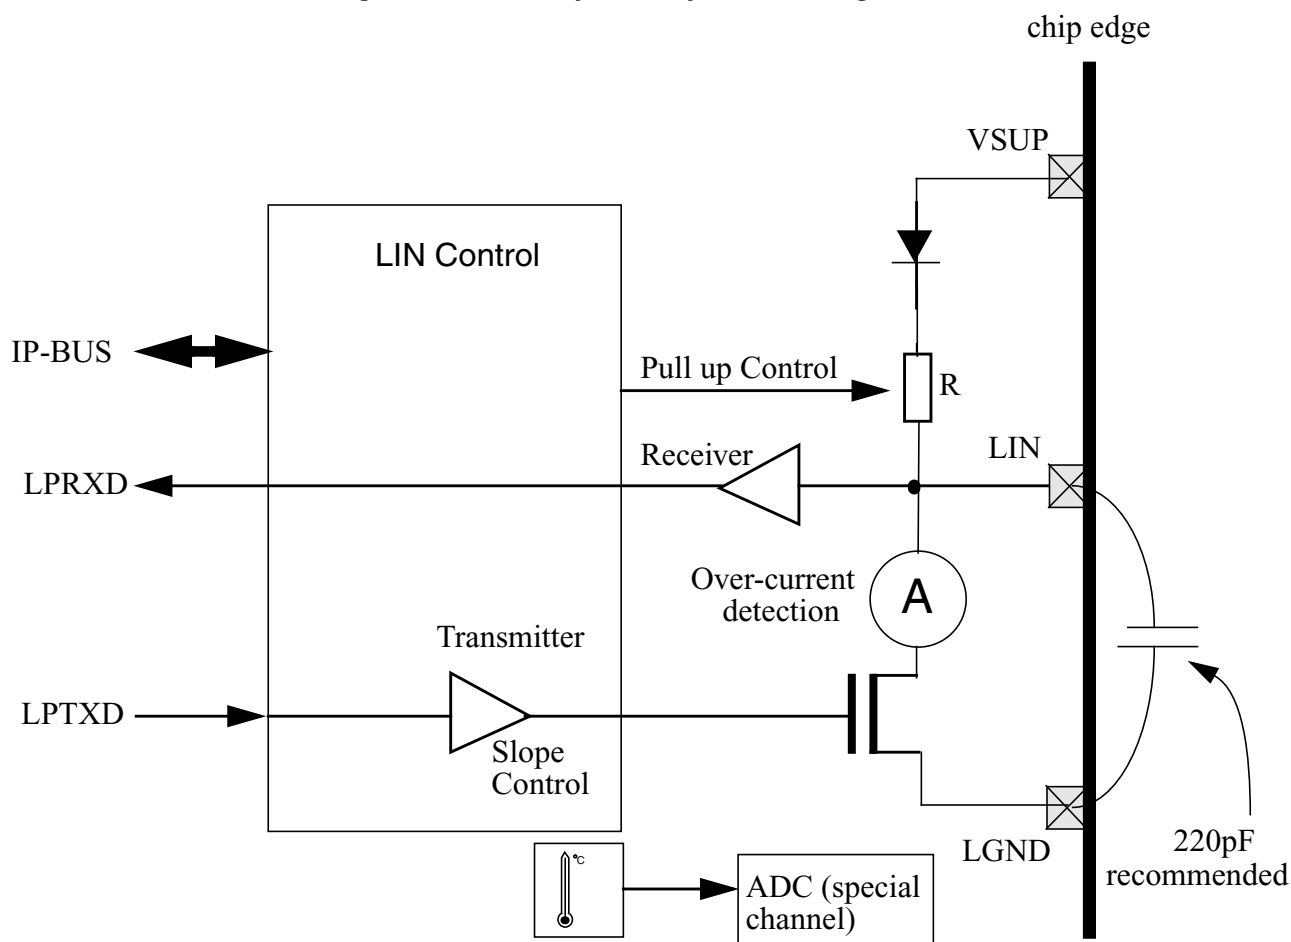 chip edge
VSUP
LIN Control
IP-BUS
Pull up Control
R
LIN
Receiver
LPRXD
Over-current
detection
A
Transmitter
LPTXD
Slope
Control
LGND
220pF
recommended
°C
ADC (special
channel)